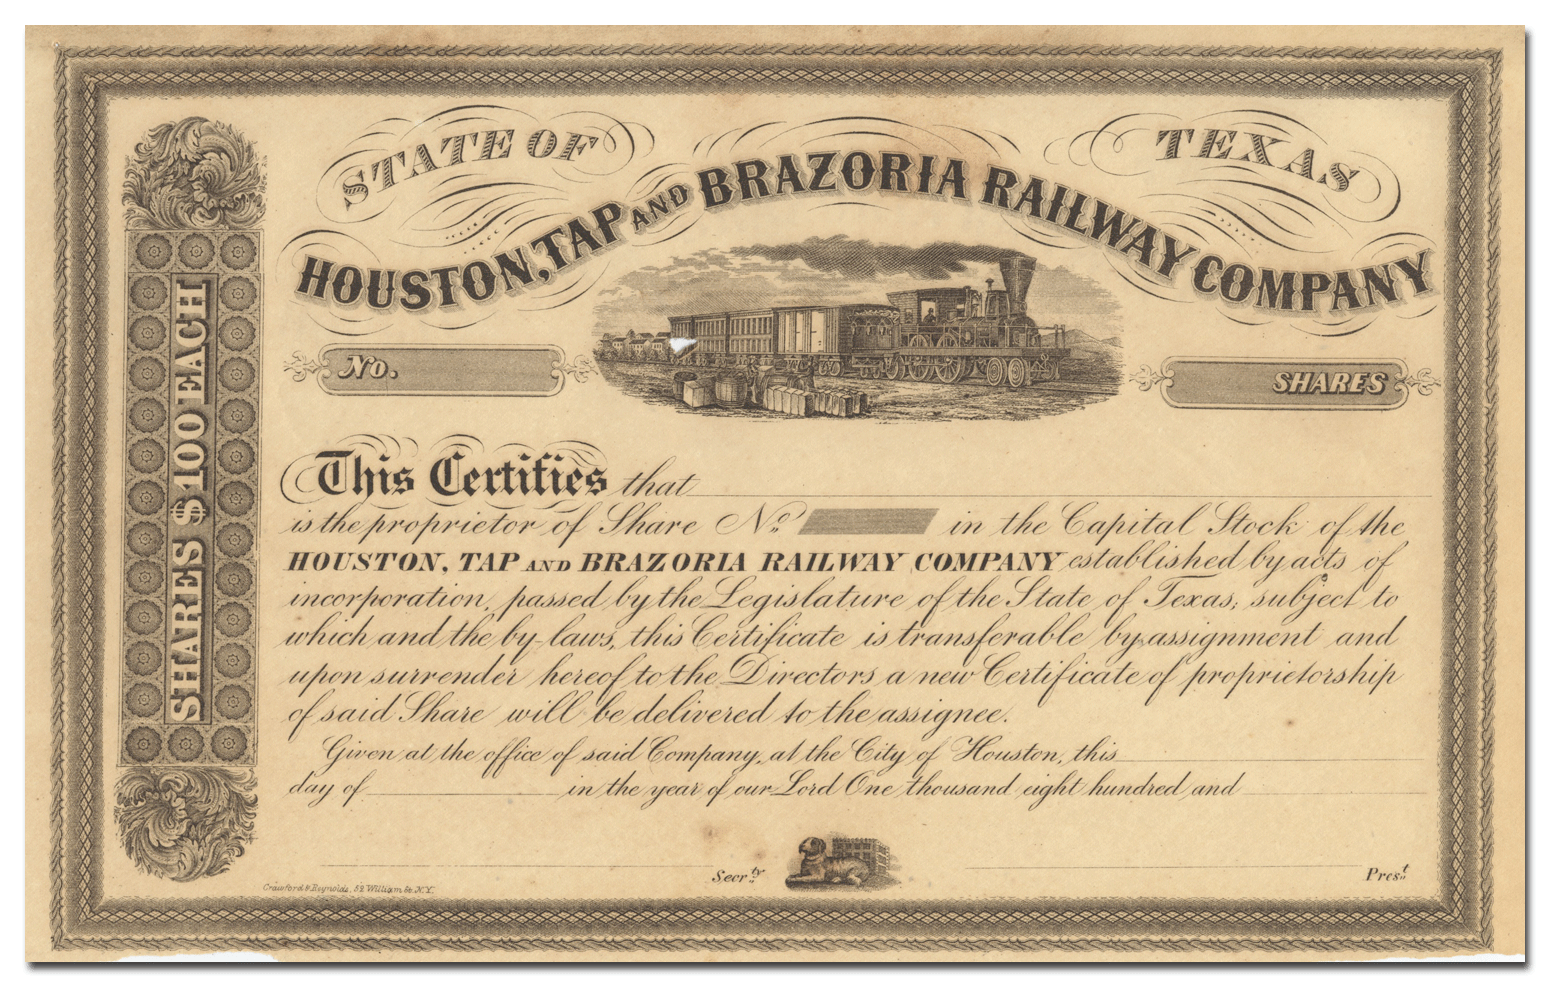 STATE OF TEXAS
HOUSTON, TAP AND BRAZORIA RAILWAY COMPANY
SHARES $100 EACH
No.
SHARES
This Certifies that
is the proprietor of Share No in the Capital Stock of the
HOUSTON, TAP AND BRAZORIA RAILWAY COMPANY established by acts of
incorporation, passed by the Legislature of the State of Texas, subject to
which and the by-laws, this Certificate is transferable by assignment and
upon surrender hereof to the Directors a new Certificate of proprietorship
of said Share will be delivered to the assignee.
Given at the office of said Company, at the City of Houston, this
day of in the year of our Lord One thousand eight hundred and
Secr.ty
Pres.t
Crawford & Reynolds, 52 William St. N.Y.